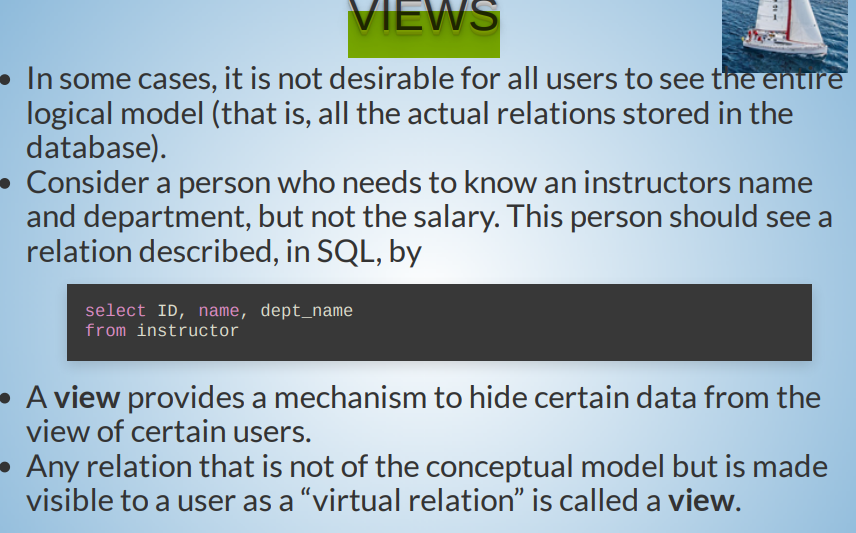 VIEWS
• In some cases, it is not desirable for all users to see the entire
logical model (that is, all the actual relations stored in the
database).
• Consider a person who needs to know an instructors name
and department, but not the salary. This person should see a
relation described, in SQL, by
select ID, name, dept_name
from instructor
• A view provides a mechanism to hide certain data from the
view of certain users.
• Any relation that is not of the conceptual model but is made
visible to a user as a “virtual relation” is called a view.